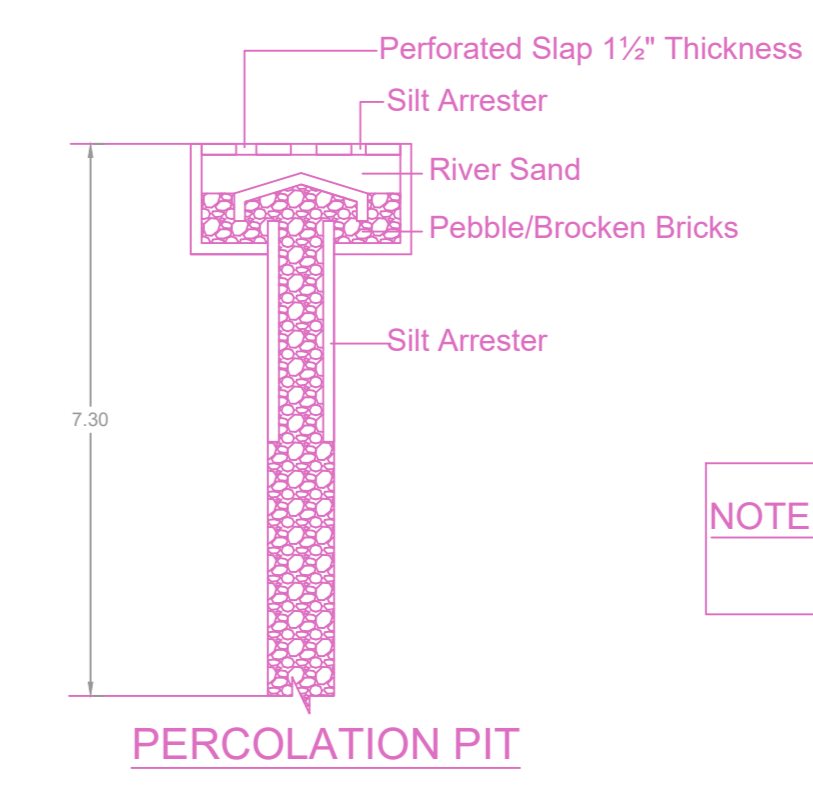 Perforated Slap 1½" Thickness
Silt Arrester
River Sand
Pebble/Brocken Bricks
Silt Arrester
7.30
NOTE
PERCOLATION PIT